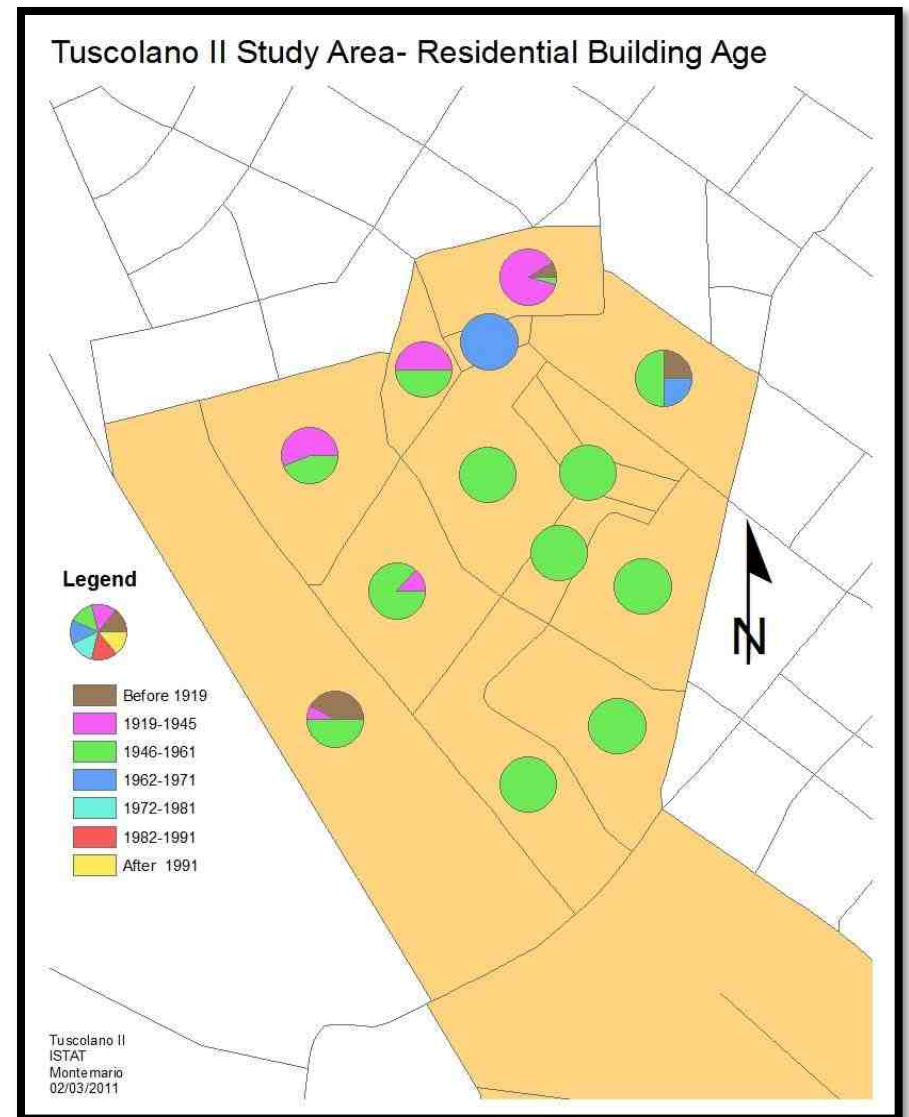 Tuscolano II Study Area- Residential Building Age
N
Legend
Before 1919
1919-1945
1946-1961
1962-1971
1972-1981
1982-1991
After 1991
Tuscolano II
ISTAT
Montemario
02/03/2011